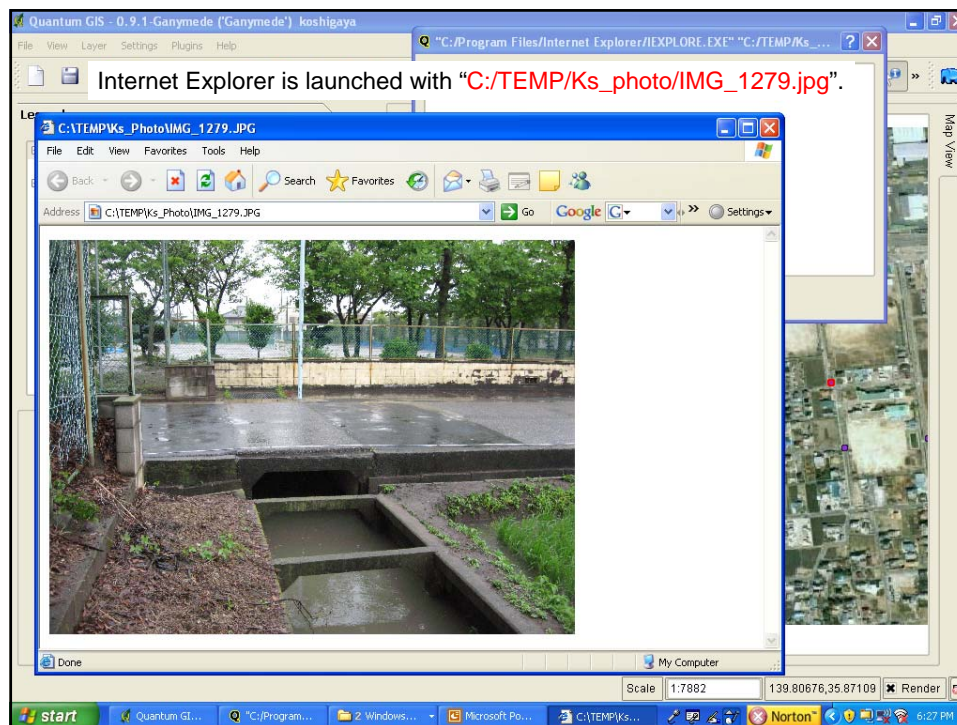 Quantum GIS - 0.9.1-Ganymede ('Ganymede') koshigaya
File View Layer Settings Plugins Help
"C:/Program Files/Internet Explorer/IEXPLORE.EXE" "C:/TEMP/Ks_... ?
Internet Explorer is launched with “C:/TEMP/Ks_photo/IMG_1279.jpg”.
Map View
C:\TEMP\Ks_Photo\IMG_1279.JPG
File Edit View Favorites Tools Help
Back Search Favorites
Address C:\TEMP\Ks_Photo\IMG_1279.JPG Go Google G Settings
Done My Computer
Scale 1:7882 139.80676,35.87109 Render
start Quantum GI... "C:/Program... 2 Windows... Microsoft Po... C:\TEMP\Ks... Norton 6:27 PM